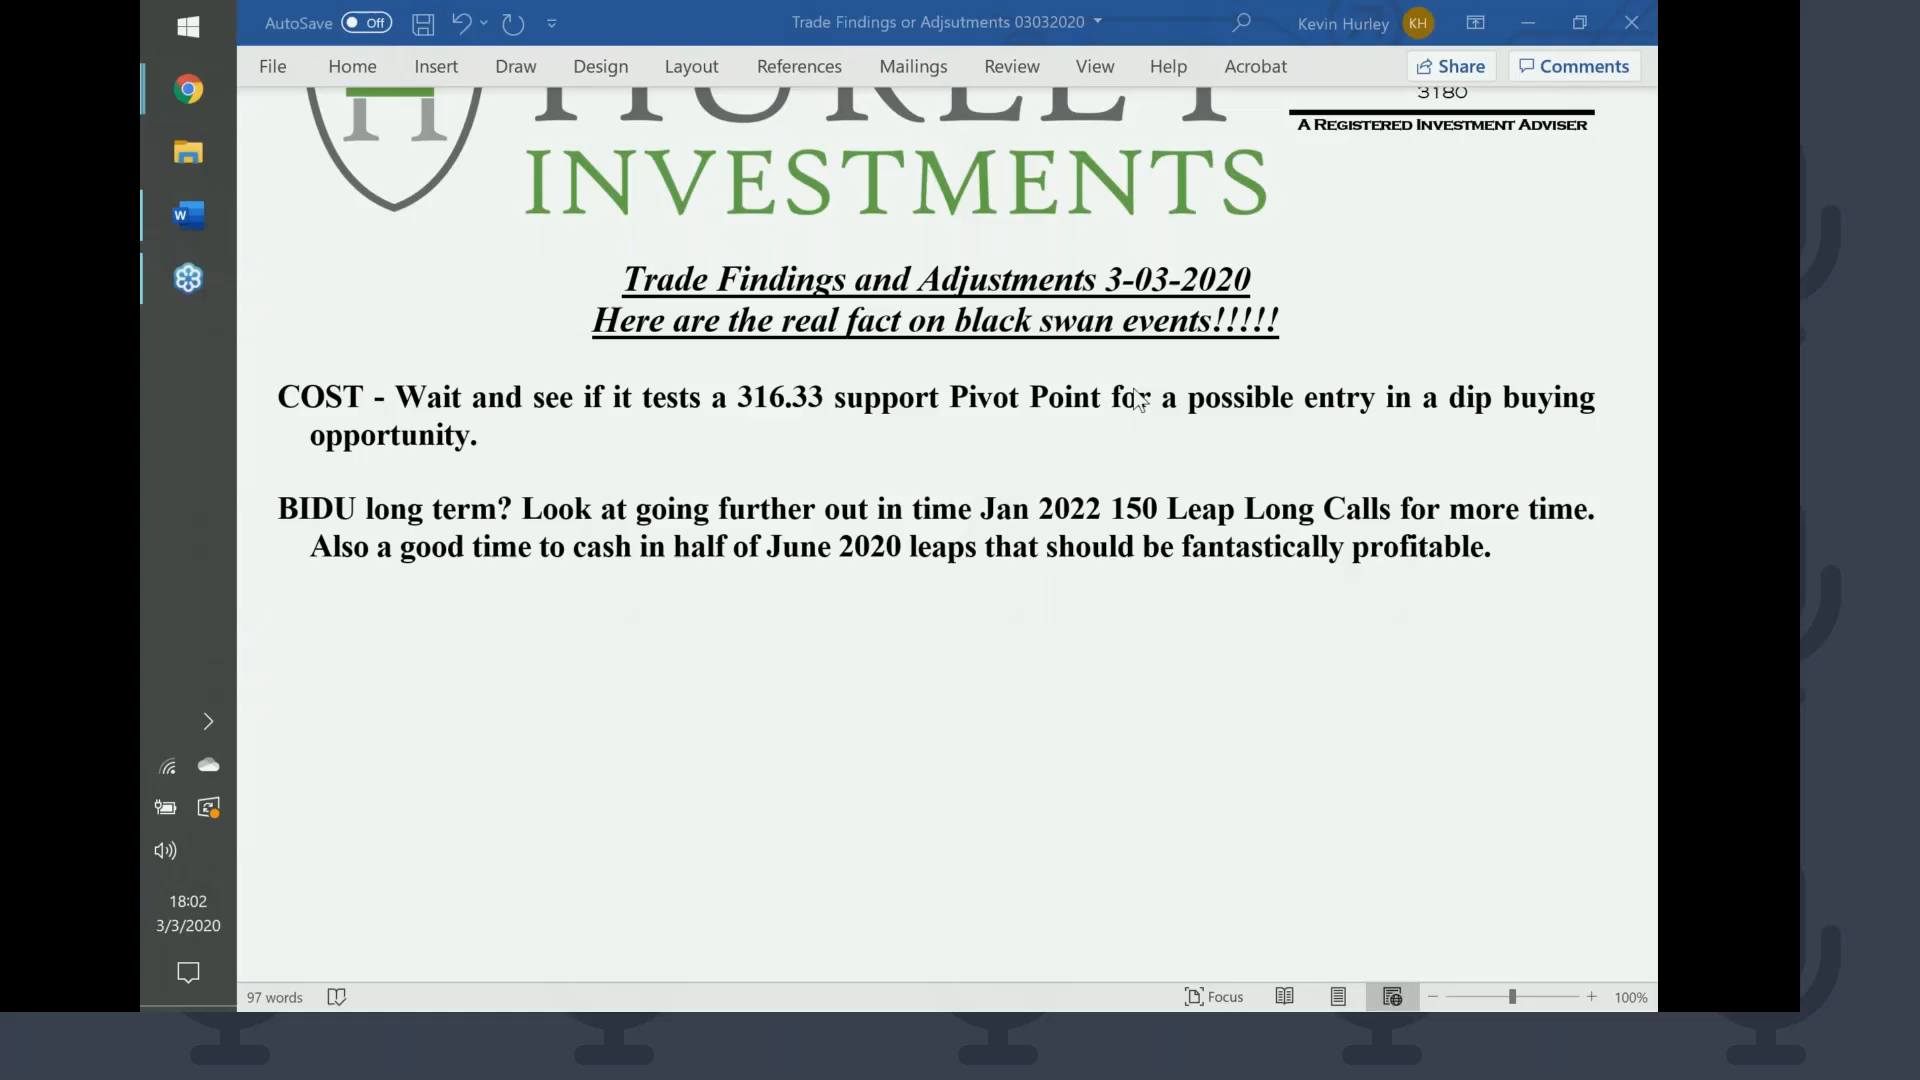 AutoSave Off Trade Findings or Adjsutments 03032020 Kevin Hurley KH
File Home Insert Draw Design Layout References Mailings Review View Help Acrobat Share Comments
3180
A REGISTERED INVESTMENT ADVISER
HURLEY
INVESTMENTS
Trade Findings and Adjustments 3-03-2020
Here are the real fact on black swan events!!!!!
COST - Wait and see if it tests a 316.33 support Pivot Point for a possible entry in a dip buying
opportunity.
BIDU long term? Look at going further out in time Jan 2022 150 Leap Long Calls for more time.
Also a good time to cash in half of June 2020 leaps that should be fantastically profitable.
18:02
3/3/2020
97 words Focus 100%